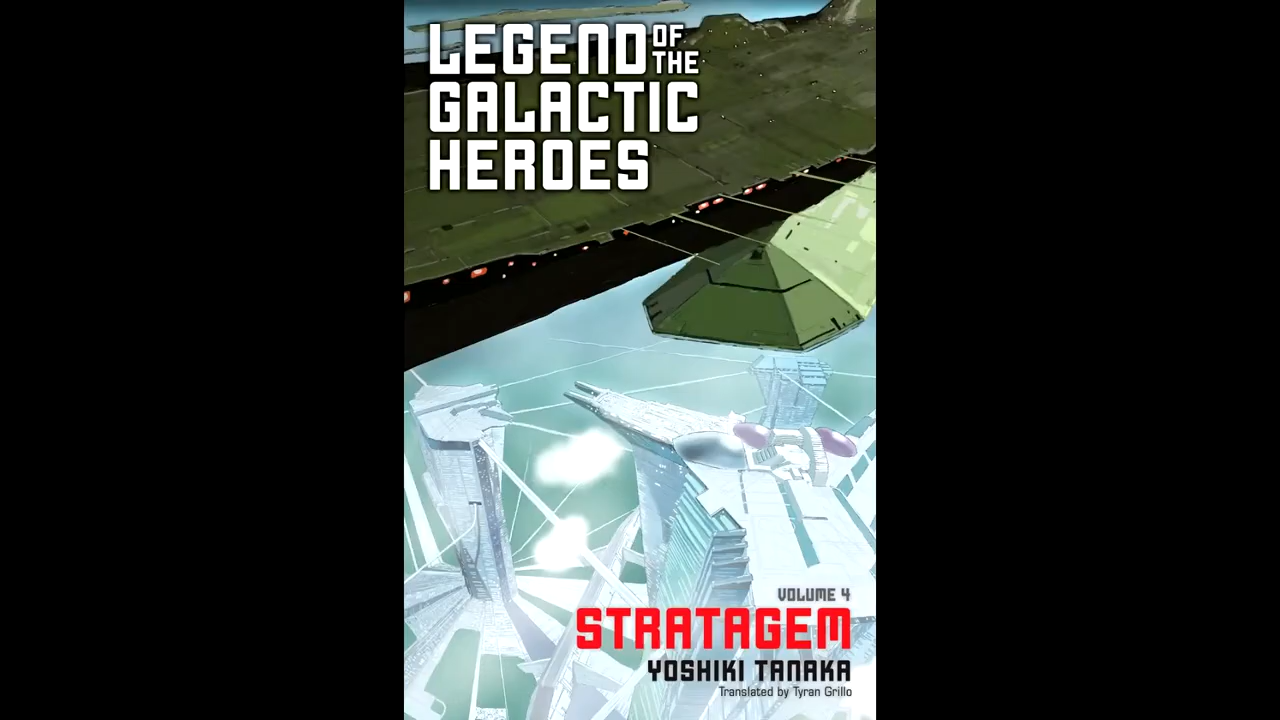 LEGEND OF THE
GALACTIC
HEROES
VOLUME 4
STRATAGEM
YOSHIKI TANAKA
Translated by Tyran Grillo